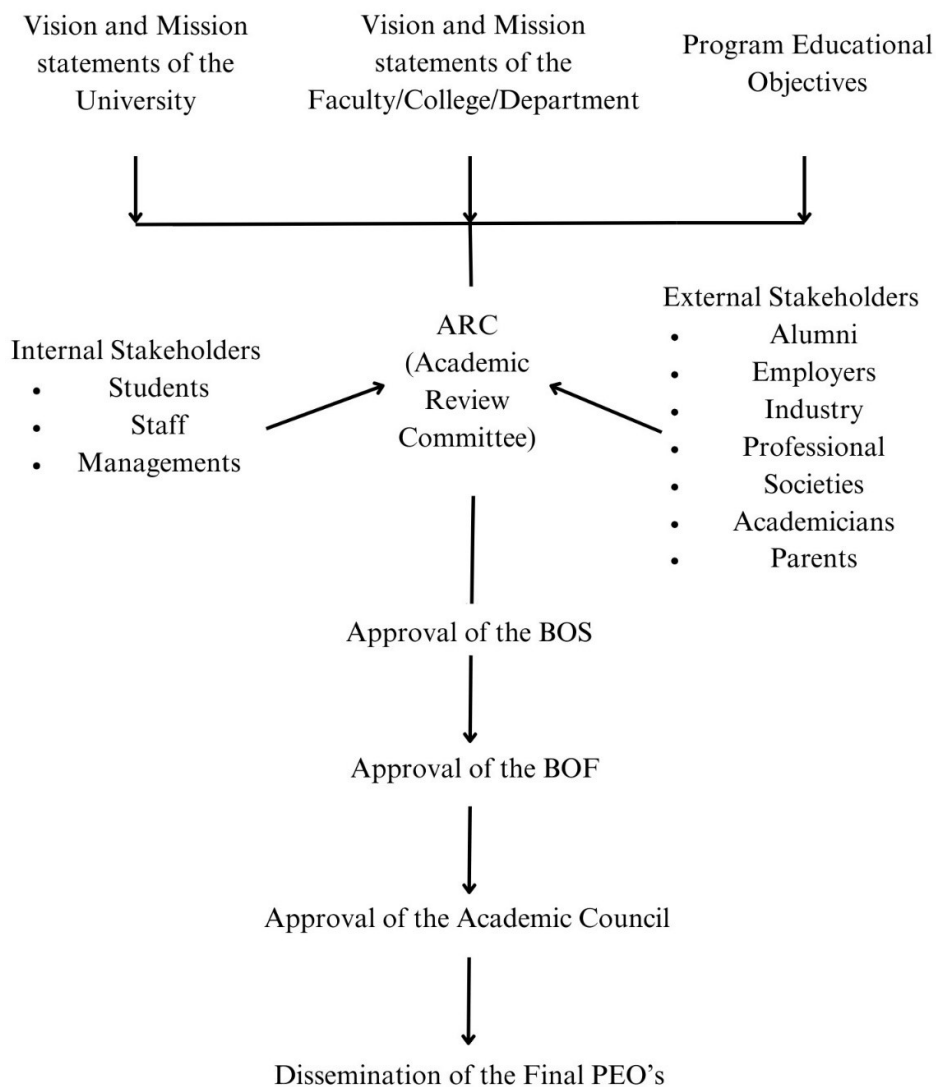 Vision and Mission
statements of the
University
Vision and Mission
statements of the
Faculty/College/Department
Program Educational
Objectives
Internal Stakeholders
• Students
• Staff
• Managements
ARC
(Academic
Review
Committee)
External Stakeholders
• Alumni
• Employers
• Industry
• Professional
• Societies
• Academicians
• Parents
Approval of the BOS
Approval of the BOF
Approval of the Academic Council
Dissemination of the Final PEO's